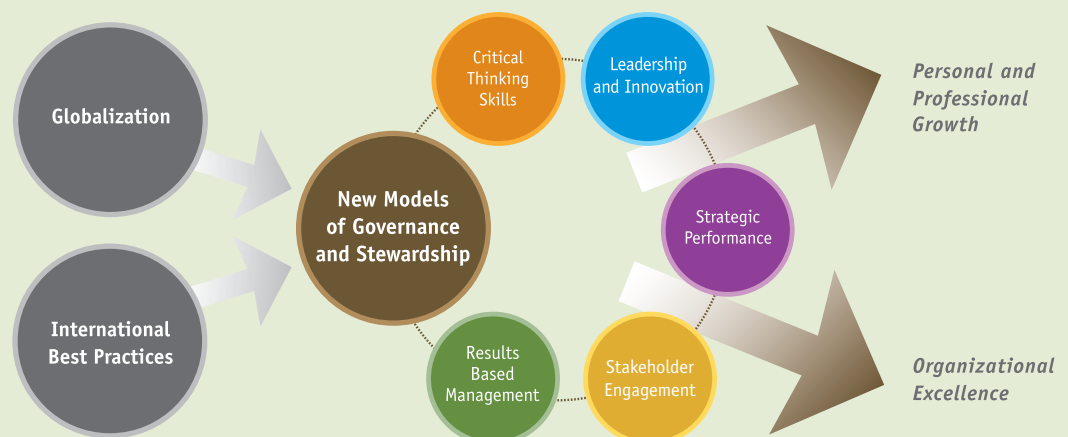 Globalization
International
Best Practices
New Models
of Governance
and Stewardship
Critical
Thinking
Skills
Leadership
and Innovation
Strategic
Performance
Stakeholder
Engagement
Results
Based
Management
Personal and
Professional
Growth
Organizational
Excellence